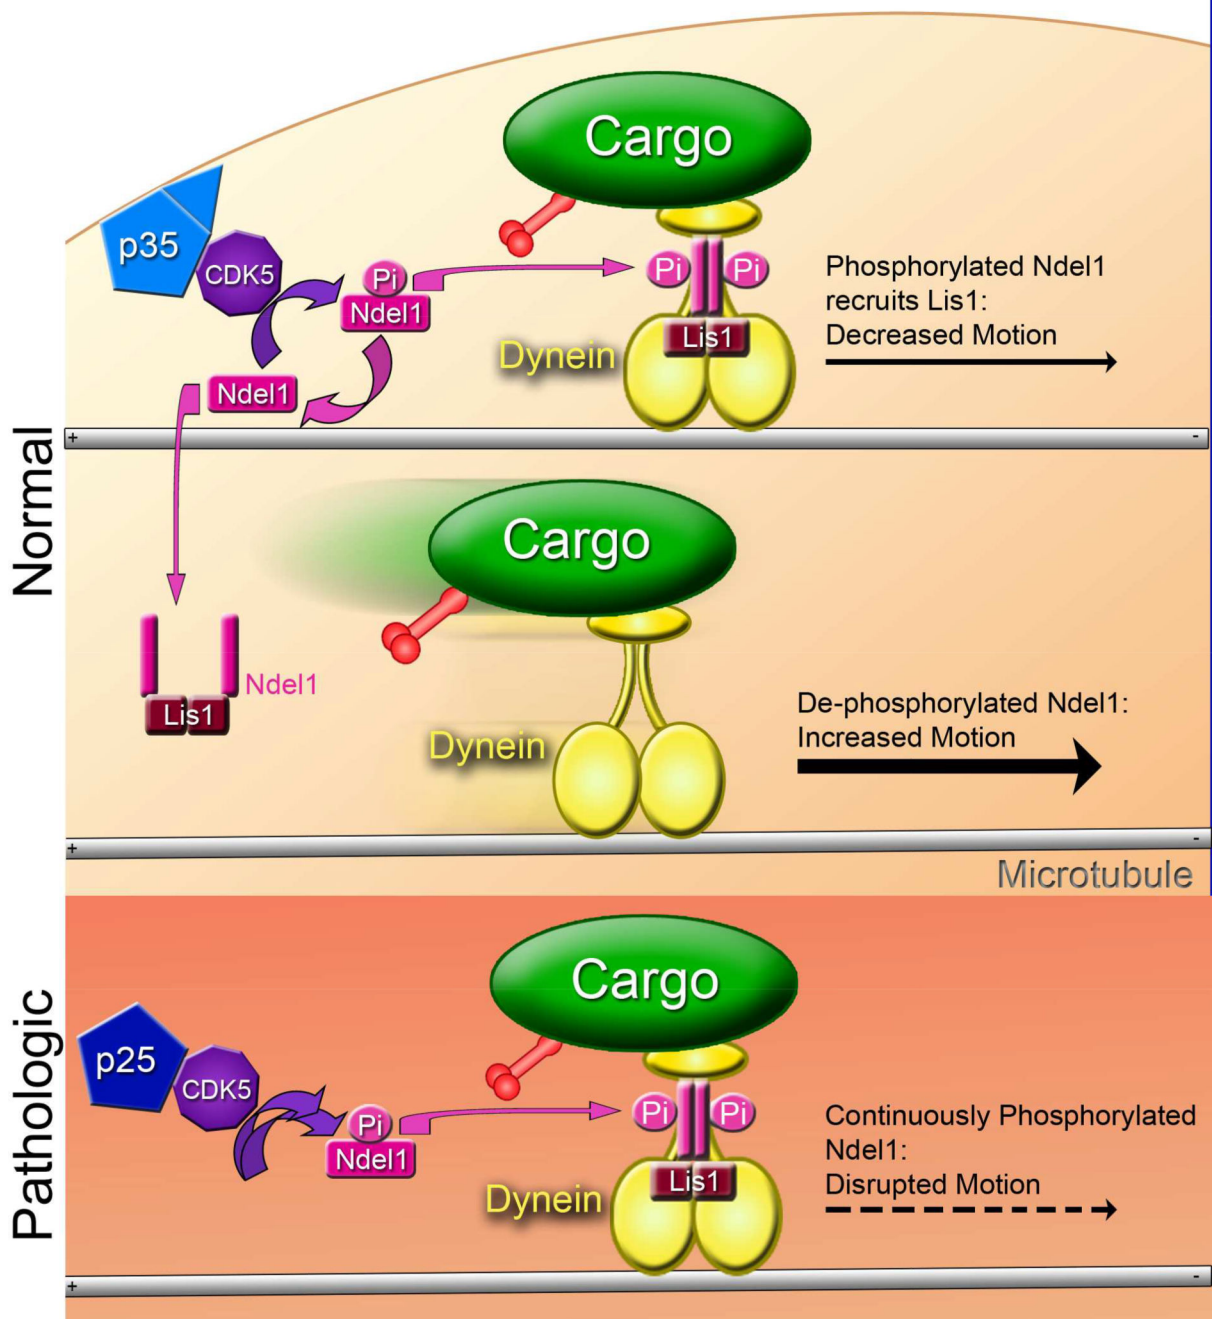 Normal
Cargo
p35
CDK5
Pi
Ndel1
Ndel1
Pi
Pi
Lis1
Dynein
Phosphorylated Ndel1
recruits Lis1:
Decreased Motion
+
-
Cargo
Ndel1
Lis1
Dynein
De-phosphorylated Ndel1:
Increased Motion
+
-
Microtubule
Pathologic
Cargo
p25
CDK5
Pi
Ndel1
Pi
Pi
Lis1
Dynein
Continuously Phosphorylated
Ndel1:
Disrupted Motion
+
-